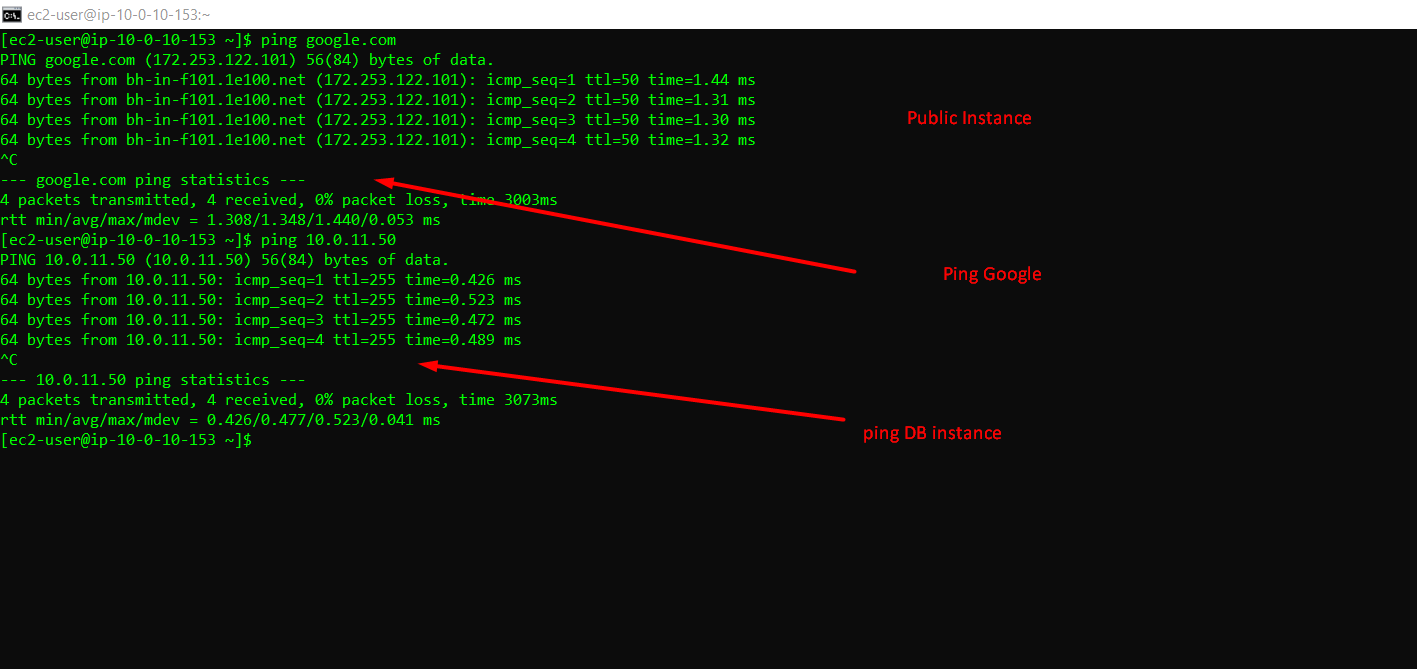 ec2-user@ip-10-0-10-153:~
[ec2-user@ip-10-0-10-153 ~]$ ping google.com
PING google.com (172.253.122.101) 56(84) bytes of data.
64 bytes from bh-in-f101.1e100.net (172.253.122.101): icmp_seq=1 ttl=50 time=1.44 ms
64 bytes from bh-in-f101.1e100.net (172.253.122.101): icmp_seq=2 ttl=50 time=1.31 ms
64 bytes from bh-in-f101.1e100.net (172.253.122.101): icmp_seq=3 ttl=50 time=1.30 ms
Public Instance
64 bytes from bh-in-f101.1e100.net (172.253.122.101): icmp_seq=4 ttl=50 time=1.32 ms
^C
--- google.com ping statistics ---
4 packets transmitted, 4 received, 0% packet loss, time 3003ms
rtt min/avg/max/mdev = 1.308/1.348/1.440/0.053 ms
[ec2-user@ip-10-0-10-153 ~]$ ping 10.0.11.50
PING 10.0.11.50 (10.0.11.50) 56(84) bytes of data.
64 bytes from 10.0.11.50: icmp_seq=1 ttl=255 time=0.426 ms
Ping Google
64 bytes from 10.0.11.50: icmp_seq=2 ttl=255 time=0.523 ms
64 bytes from 10.0.11.50: icmp_seq=3 ttl=255 time=0.472 ms
64 bytes from 10.0.11.50: icmp_seq=4 ttl=255 time=0.489 ms
^C
--- 10.0.11.50 ping statistics ---
4 packets transmitted, 4 received, 0% packet loss, time 3073ms
rtt min/avg/max/mdev = 0.426/0.477/0.523/0.041 ms
ping DB instance
[ec2-user@ip-10-0-10-153 ~]$